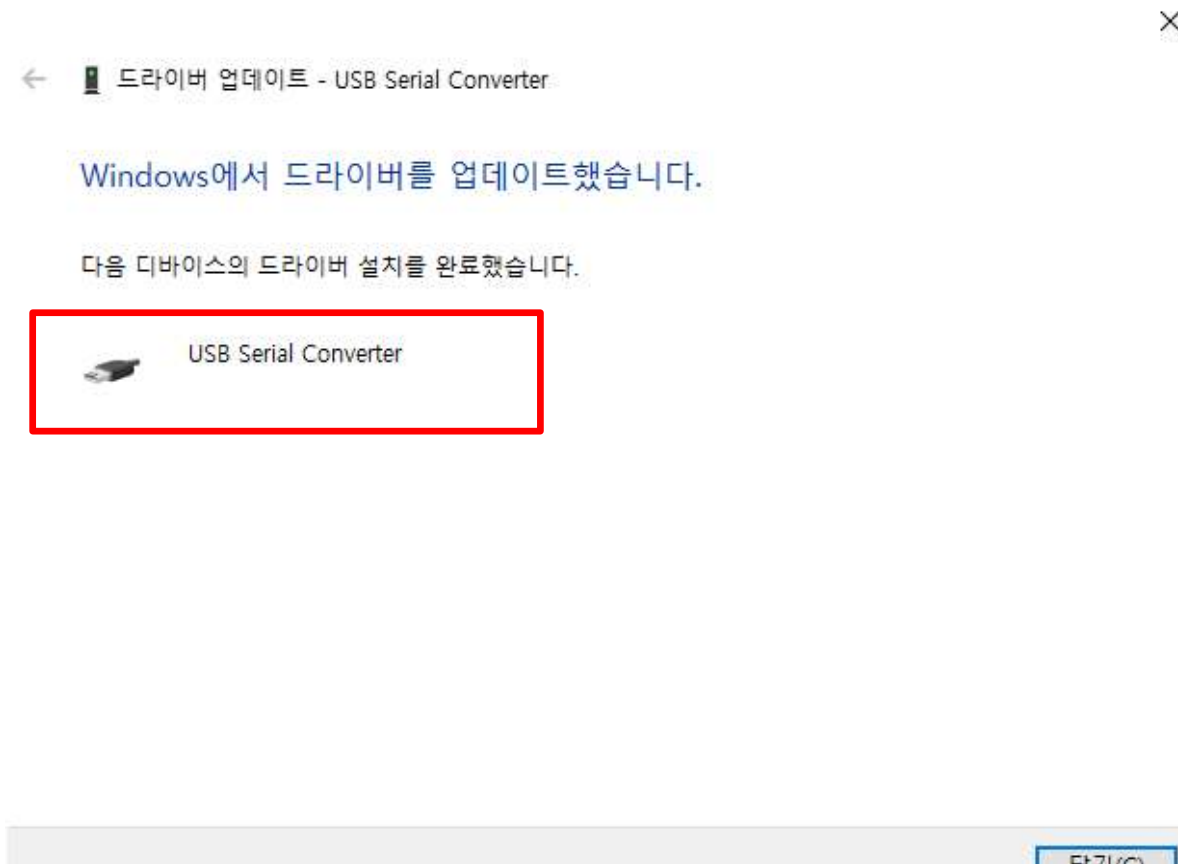 드라이버 업데이트 - USB Serial Converter
Windows에서 드라이버를 업데이트했습니다.
다음 디바이스의 드라이버 설치를 완료했습니다.
USB Serial Converter
닫기(C)